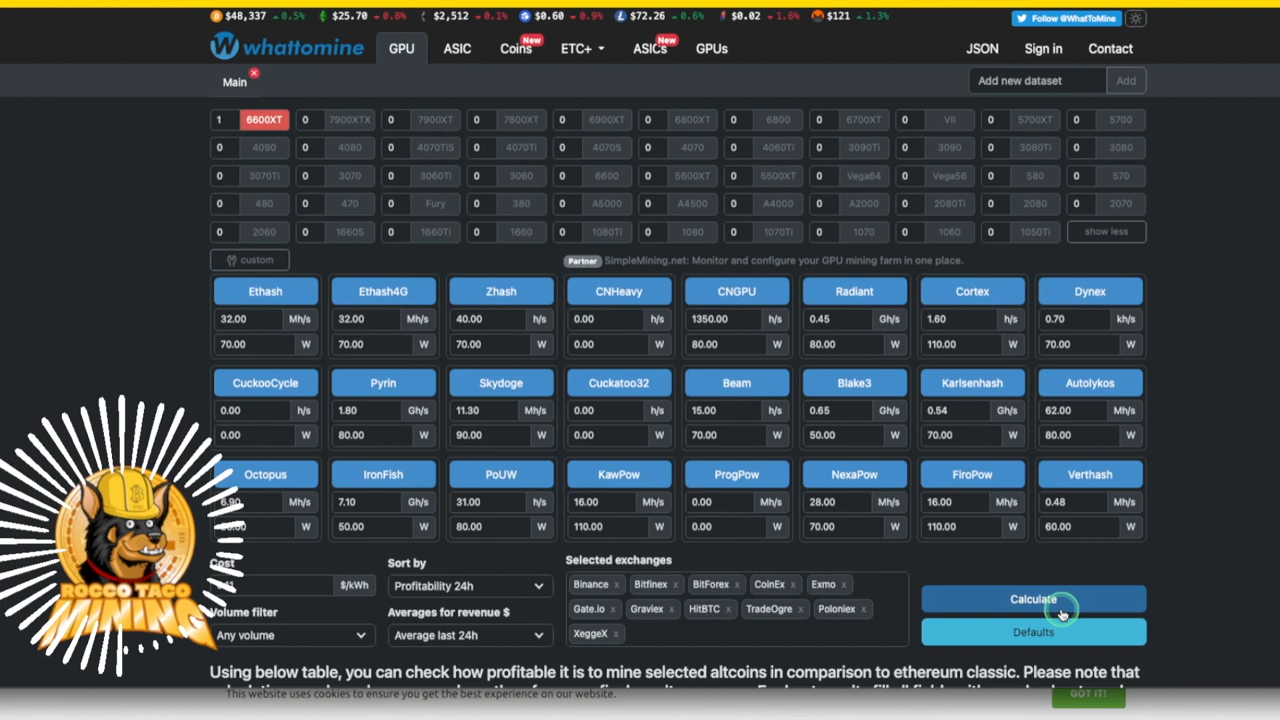 $48,337 0.5% $25.70 0.8% $2,512 0.1% $0.60 0.9% $72.26 0.6% $0.02 1.6% $121 1.3% Follow @WhatToMine
whattomine GPU ASIC Coins New ETC+ ASICs New GPUs JSON Sign in Contact
Main x Add new dataset Add
1 6600XT 0 7900XTX 0 7900XT 0 7800XT 0 6900XT 0 6800XT 0 6800 0 6700XT 0 VII 0 5700XT 0 5700
0 4090 0 4080 0 4070TiS 0 4070Ti 0 4070S 0 4070 0 4060Ti 0 3090Ti 0 3090 0 3080Ti 0 3080
0 3070Ti 0 3070 0 3060Ti 0 3060 0 6600 0 5600XT 0 5500XT 0 Vega64 0 Vega56 0 580 0 570
0 480 0 470 0 Fury 0 380 0 A5000 0 A4500 0 A4000 0 A2000 0 2080Ti 0 2080 0 2070
0 2060 0 1660S 0 1660Ti 0 1660 0 1080Ti 0 1080 0 1070Ti 0 1070 0 1060 0 1050Ti show less
custom Partner SimpleMining.net: Monitor and configure your GPU mining farm in one place.
Ethash Ethash4G Zhash CNHeavy CNGPU Radiant Cortex Dynex
32.00 Mh/s 32.00 Mh/s 40.00 h/s 0.00 h/s 1350.00 h/s 0.45 Gh/s 1.60 h/s 0.70 kh/s
70.00 W 70.00 W 70.00 W 0.00 W 80.00 W 80.00 W 110.00 W 70.00 W
CuckooCycle Pyrin Skydoge Cuckatoo32 Beam Blake3 Karlsenhash Autolykos
0.00 h/s 1.80 Gh/s 11.30 Mh/s 0.00 h/s 15.00 h/s 0.65 Gh/s 0.54 Gh/s 62.00 Mh/s
0.00 W 80.00 W 90.00 W 0.00 W 70.00 W 50.00 W 70.00 W 80.00 W
Octopus IronFish PoUW KawPow ProgPow NexaPow FiroPow Verthash
6.90 Mh/s 7.10 Gh/s 31.00 h/s 16.00 Mh/s 0.00 Mh/s 28.00 Mh/s 16.00 Mh/s 0.48 Mh/s
W 50.00 W 80.00 W 110.00 W 0.00 W 70.00 W 110.00 W 60.00 W
Cost Sort by Selected exchanges
$/kWh Profitability 24h Binance x Bitfinex x BitForex x CoinEx x Exmo x Calculate
Volume filter Averages for revenue $ Gate.io x Graviex x HitBTC x TradeOgre x Poloniex x
Any volume Average last 24h XeggeX x Defaults
ROCCO TACO
MINING
Using below table, you can check how profitable it is to mine selected altcoins in comparison to ethereum classic. Please note that
This website uses cookies to ensure you get the best experience on our website. GOT IT!